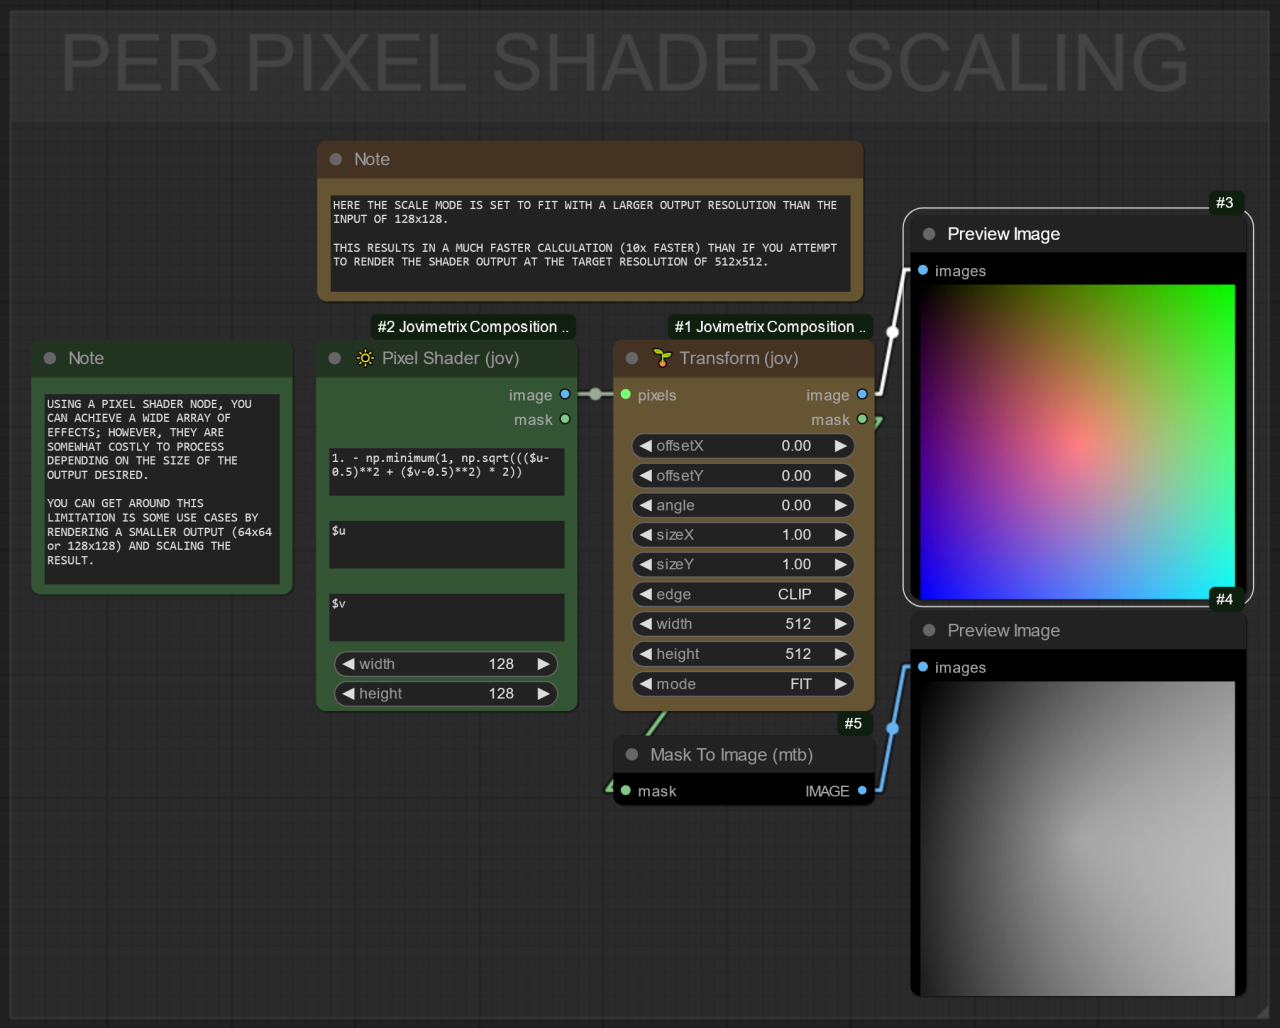 PER PIXEL SHADER SCALING
Note
HERE THE SCALE MODE IS SET TO FIT WITH A LARGER OUTPUT RESOLUTION THAN THE
INPUT OF 128x128.
THIS RESULTS IN A MUCH FASTER CALCULATION (10x FASTER) THAN IF YOU ATTEMPT
TO RENDER THE SHADER OUTPUT AT THE TARGET RESOLUTION OF 512x512.
Note
USING A PIXEL SHADER NODE, YOU
CAN ACHIEVE A WIDE ARRAY OF
EFFECTS; HOWEVER, THEY ARE
SOMEWHAT COSTLY TO PROCESS
DEPENDING ON THE SIZE OF THE
OUTPUT DESIRED.
YOU CAN GET AROUND THIS
LIMITATION IS SOME USE CASES BY
RENDERING A SMALLER OUTPUT (64x64
or 128x128) AND SCALING THE
RESULT.
#2 Jovimetrix Composition ..
Pixel Shader (jov)
image
mask
1. - np.minimum(1, np.sqrt((($u-
0.5)**2 + ($v-0.5)**2) * 2))
$u
$v
width 128
height 128
#1 Jovimetrix Composition ..
Transform (jov)
pixels image
mask
offsetX 0.00
offsetY 0.00
angle 0.00
sizeX 1.00
sizeY 1.00
edge CLIP
width 512
height 512
mode FIT
#5
Mask To Image (mtb)
mask IMAGE
#3
Preview Image
images
#4
Preview Image
images